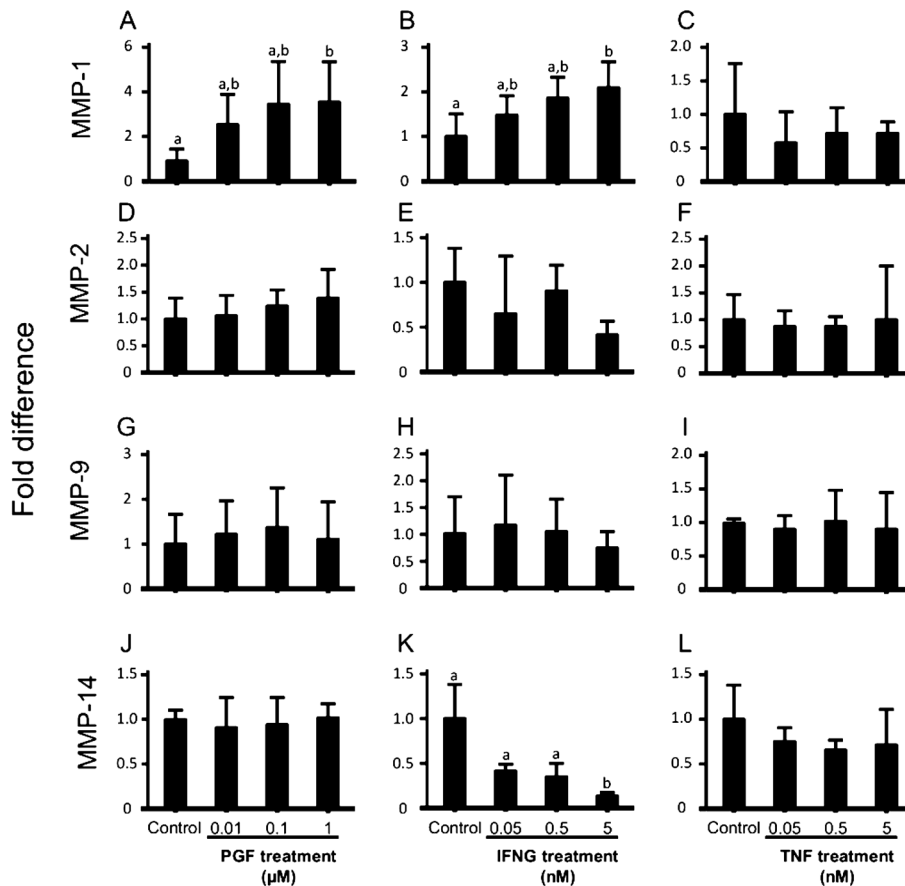 A
B
C
MMP-1
6
4
2
0
a
a,b
a,b
b
3
2
1
0
a
a,b
a,b
b
2.0
1.5
1.0
0.5
0
D
E
F
MMP-2
2.5
2.0
1.5
1.0
0.5
0
1.5
1.0
0.5
0
2.5
2.0
1.5
1.0
0.5
0
Fold difference
G
H
I
MMP-9
3
2
1
0
2.5
2.0
1.5
1.0
0.5
0
2.0
1.5
1.0
0.5
0
J
K
L
MMP-14
1.5
1.0
0.5
0
1.5
1.0
0.5
0
a
a
a
b
1.5
1.0
0.5
0
Control 0.01 0.1 1
PGF treatment
(µM)
Control 0.05 0.5 5
IFNG treatment
(nM)
Control 0.05 0.5 5
TNF treatment
(nM)